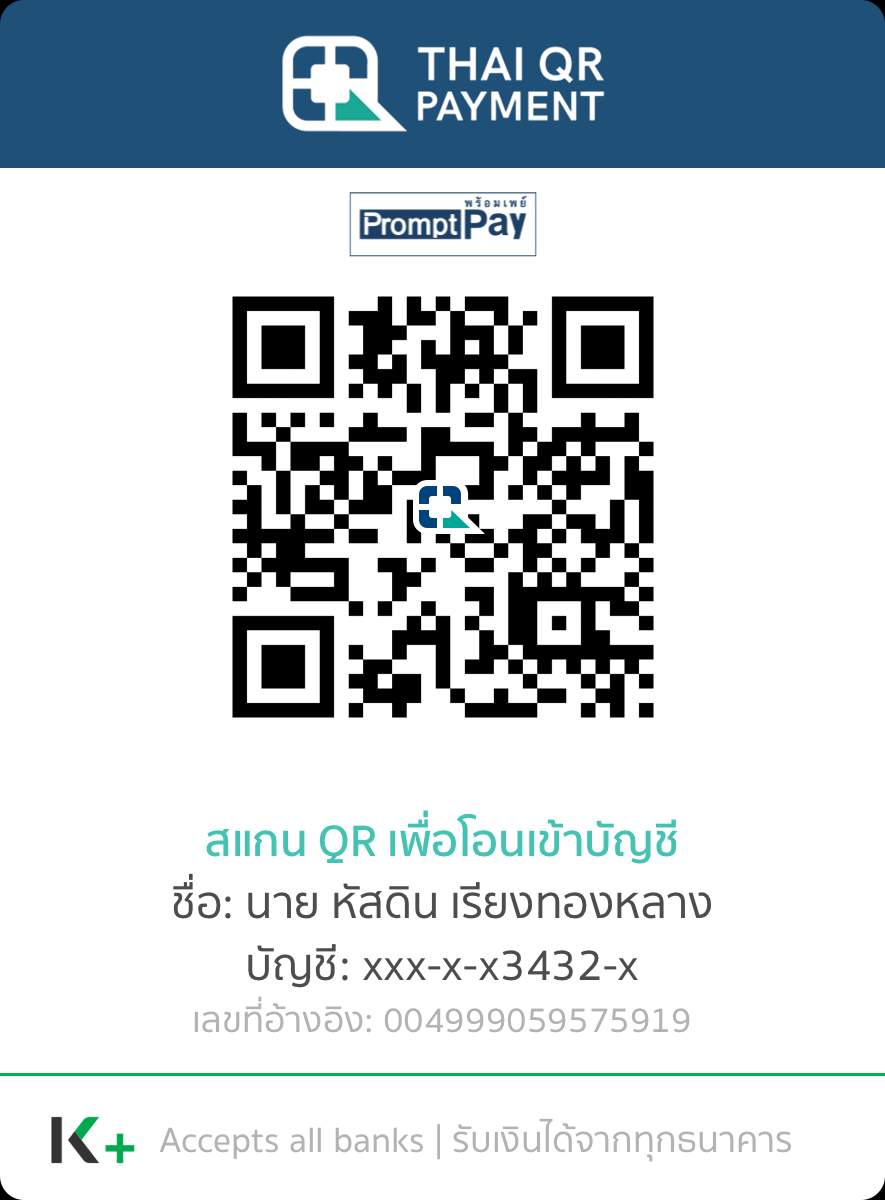 THAI QR
PAYMENT
พร้อมเพย์
PromptPay
สแกน QR เพื่อโอนเข้าบัญชี
ชื่อ: นาย หัสดิน เรียงทองหลาง
บัญชี: xxx-x-x3432-x
เลขที่อ้างอิง: 004999059575919
K+ Accepts all banks | รับเงินได้จากทุกธนาคาร